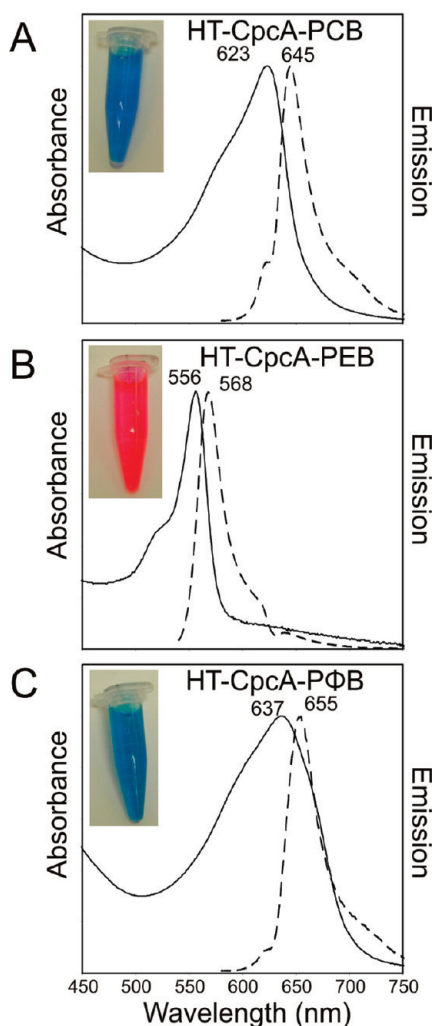 A
HT-CpcA-PCB
623 645
Absorbance
Emission
B
HT-CpcA-PEB
556 568
Absorbance
Emission
C
HT-CpcA-PΦB
637 655
Absorbance
Emission
450 500 550 600 650 700 750
Wavelength (nm)